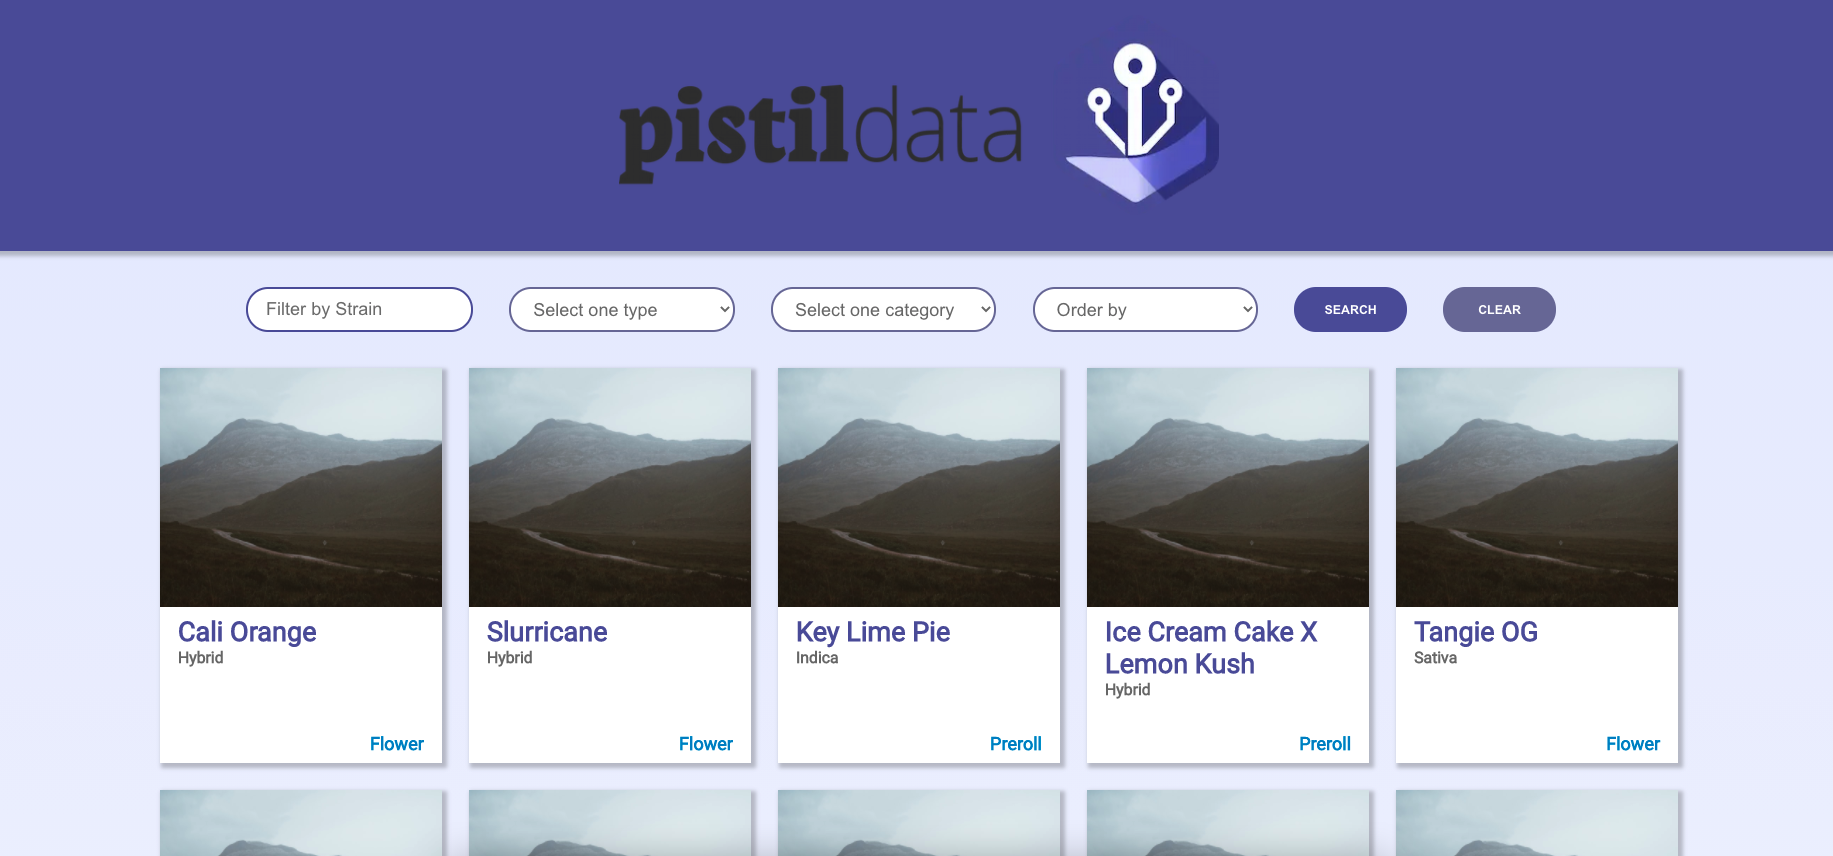 pistildata
Filter by Strain
Select one type
Select one category
Order by
SEARCH
CLEAR
Cali Orange
Hybrid
Flower
Slurricane
Hybrid
Flower
Key Lime Pie
Indica
Preroll
Ice Cream Cake X
Lemon Kush
Hybrid
Preroll
Tangie OG
Sativa
Flower